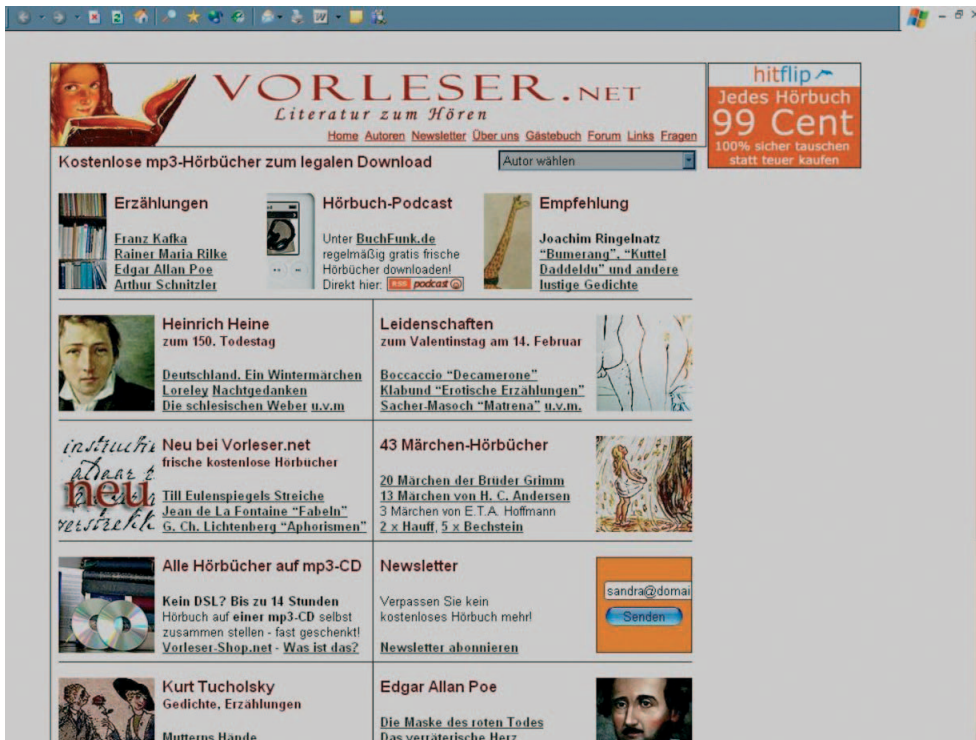 VORLESER.NET
Literatur zum Hören
Home Autoren Newsletter Über uns Gästebuch Forum Links Fragen
hitflip
Jedes Hörbuch
99 Cent
100% sicher tauschen
statt teuer kaufen
Kostenlose mp3-Hörbücher zum legalen Download
Autor wählen
Erzählungen
Franz Kafka
Rainer Maria Rilke
Edgar Allan Poe
Arthur Schnitzler
Hörbuch-Podcast
Unter BuchFunk.de
regelmäßig gratis frische
Hörbücher downloaden!
Direkt hier: RSS podcast
Empfehlung
Joachim Ringelnatz
"Bumerang", "Kuttel
Daddeldu" und andere
lustige Gedichte
Heinrich Heine
zum 150. Todestag
Deutschland. Ein Wintermärchen
Loreley Nachtgedanken
Die schlesischen Weber u.v.m
Leidenschaften
zum Valentinstag am 14. Februar
Boccaccio "Decamerone"
Klabund "Erotische Erzählungen"
Sacher-Masoch "Matrena" u.v.m.
neu
Neu bei Vorleser.net
frische kostenlose Hörbücher
Till Eulenspiegels Streiche
Jean de La Fontaine "Fabeln"
G. Ch. Lichtenberg "Aphorismen"
43 Märchen-Hörbücher
20 Märchen der Brüder Grimm
13 Märchen von H. C. Andersen
3 Märchen von E.T.A. Hoffmann
2 x Hauff, 5 x Bechstein
Alle Hörbücher auf mp3-CD
Kein DSL? Bis zu 14 Stunden
Hörbuch auf einer mp3-CD selbst
zusammen stellen - fast geschenkt!
Vorleser-Shop.net - Was ist das?
Newsletter
Verpassen Sie kein
kostenloses Hörbuch mehr!
Newsletter abonnieren
sandra@domai
Senden
Kurt Tucholsky
Gedichte, Erzählungen
Mutterns Hände
Edgar Allan Poe
Die Maske des roten Todes
Das verräterische Herz